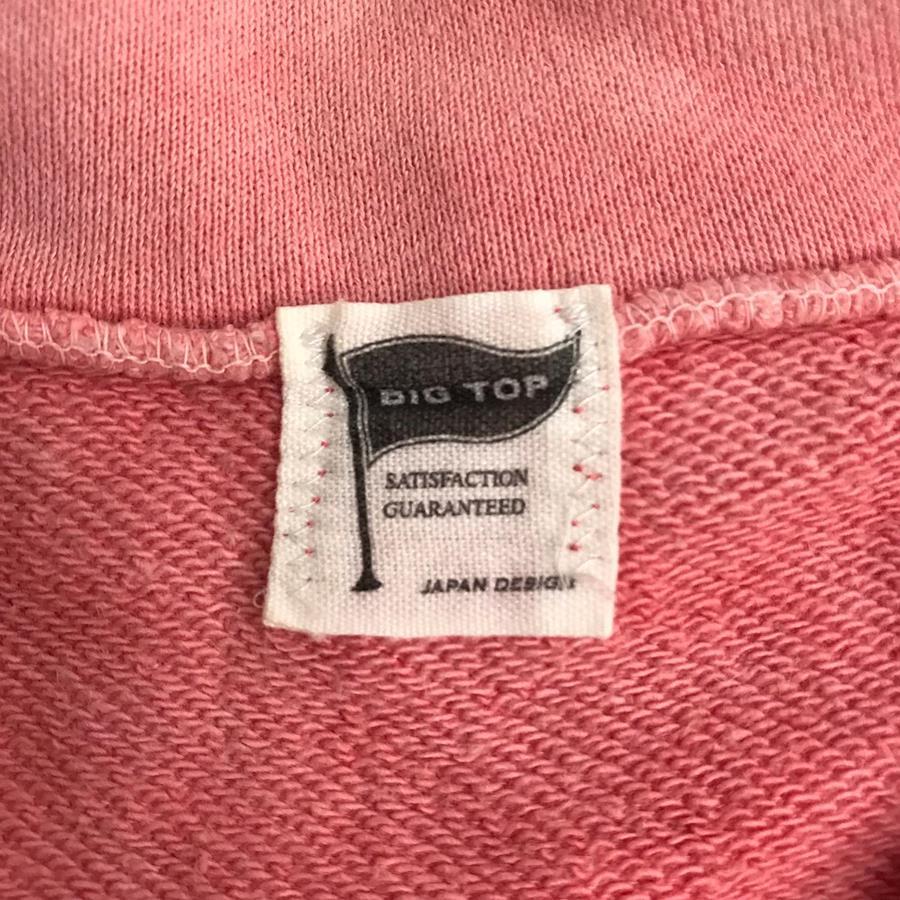 BIG TOP
SATISFACTION
GUARANTEED
JAPAN DESIGN